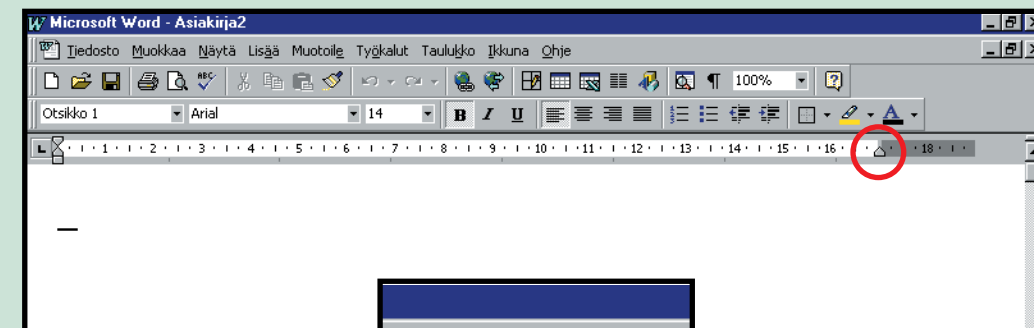 Microsoft Word - Asiakirja2
Tiedosto Muokkaa Näytä Lisää Muotoile Työkalut Taulukko Ikkuna Ohje
ABC 100%
Otsikko 1 Arial 14 B I U A
1 2 3 4 5 6 7 8 9 10 11 12 13 14 15 16 18